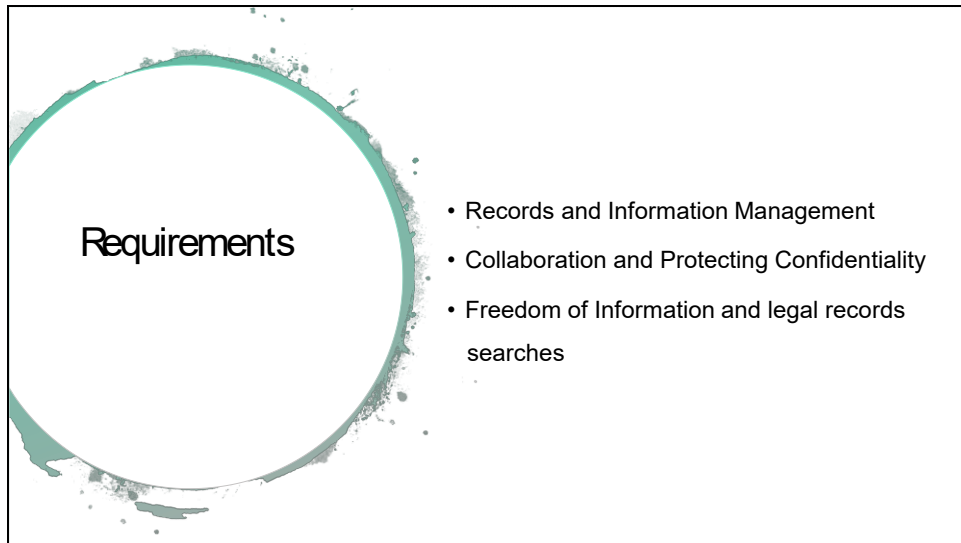 Requirements
• Records and Information Management
• Collaboration and Protecting Confidentiality
• Freedom of Information and legal records
searches